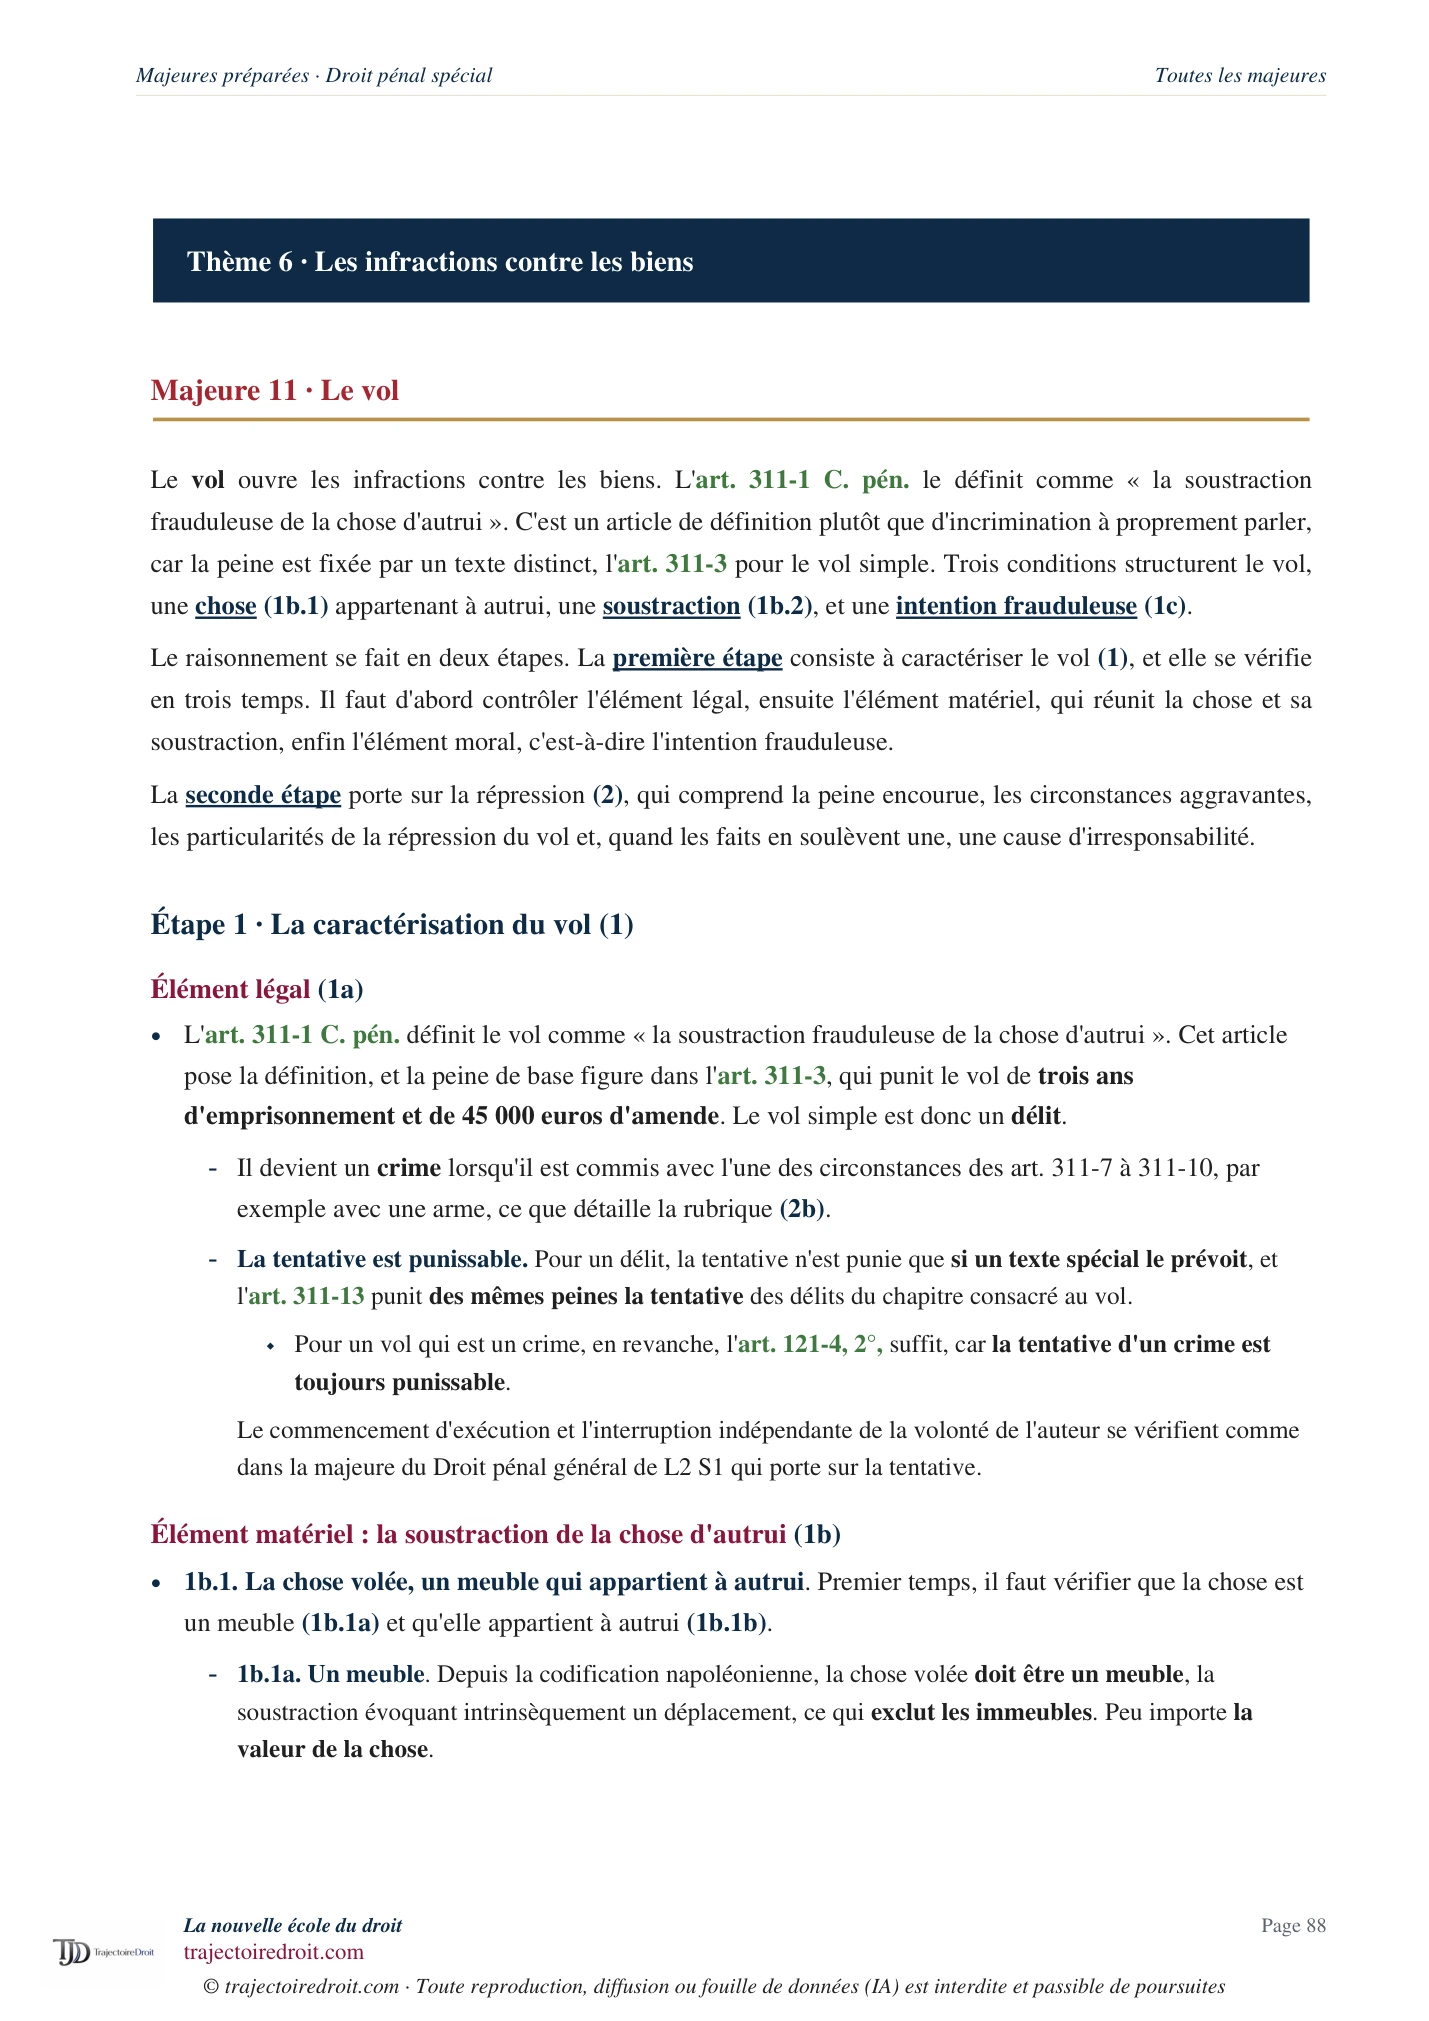 Majeures préparées · Droit pénal spécial
Toutes les majeures
Thème 6 · Les infractions contre les biens
Majeure 11 · Le vol
Le vol ouvre les infractions contre les biens. L'art. 311-1 C. pén. le définit comme « la soustraction
frauduleuse de la chose d'autrui ». C'est un article de définition plutôt que d'incrimination à proprement parler,
car la peine est fixée par un texte distinct, l'art. 311-3 pour le vol simple. Trois conditions structurent le vol,
une chose (1b.1) appartenant à autrui, une soustraction (1b.2), et une intention frauduleuse (1c).
Le raisonnement se fait en deux étapes. La première étape consiste à caractériser le vol (1), et elle se vérifie
en trois temps. Il faut d'abord contrôler l'élément légal, ensuite l'élément matériel, qui réunit la chose et sa
soustraction, enfin l'élément moral, c'est-à-dire l'intention frauduleuse.
La seconde étape porte sur la répression (2), qui comprend la peine encourue, les circonstances aggravantes,
les particularités de la répression du vol et, quand les faits en soulèvent une, une cause d'irresponsabilité.
Étape 1 · La caractérisation du vol (1)
Élément légal (1a)
• L'art. 311-1 C. pén. définit le vol comme « la soustraction frauduleuse de la chose d'autrui ». Cet article
pose la définition, et la peine de base figure dans l'art. 311-3, qui punit le vol de trois ans
d'emprisonnement et de 45 000 euros d'amende. Le vol simple est donc un délit.
- Il devient un crime lorsqu'il est commis avec l'une des circonstances des art. 311-7 à 311-10, par
exemple avec une arme, ce que détaille la rubrique (2b).
- La tentative est punissable. Pour un délit, la tentative n'est punie que si un texte spécial le prévoit, et
l'art. 311-13 punit des mêmes peines la tentative des délits du chapitre consacré au vol.
⬩ Pour un vol qui est un crime, en revanche, l'art. 121-4, 2°, suffit, car la tentative d'un crime est
toujours punissable.
Le commencement d'exécution et l'interruption indépendante de la volonté de l'auteur se vérifient comme
dans la majeure du Droit pénal général de L2 S1 qui porte sur la tentative.
Élément matériel : la soustraction de la chose d'autrui (1b)
• 1b.1. La chose volée, un meuble qui appartient à autrui. Premier temps, il faut vérifier que la chose est
un meuble (1b.1a) et qu'elle appartient à autrui (1b.1b).
- 1b.1a. Un meuble. Depuis la codification napoléonienne, la chose volée doit être un meuble, la
soustraction évoquant intrinsèquement un déplacement, ce qui exclut les immeubles. Peu importe la
valeur de la chose.
La nouvelle école du droit
Page 88
TJD TrajectoireDroit
trajectoiredroit.com
© trajectoiredroit.com · Toute reproduction, diffusion ou fouille de données (IA) est interdite et passible de poursuites